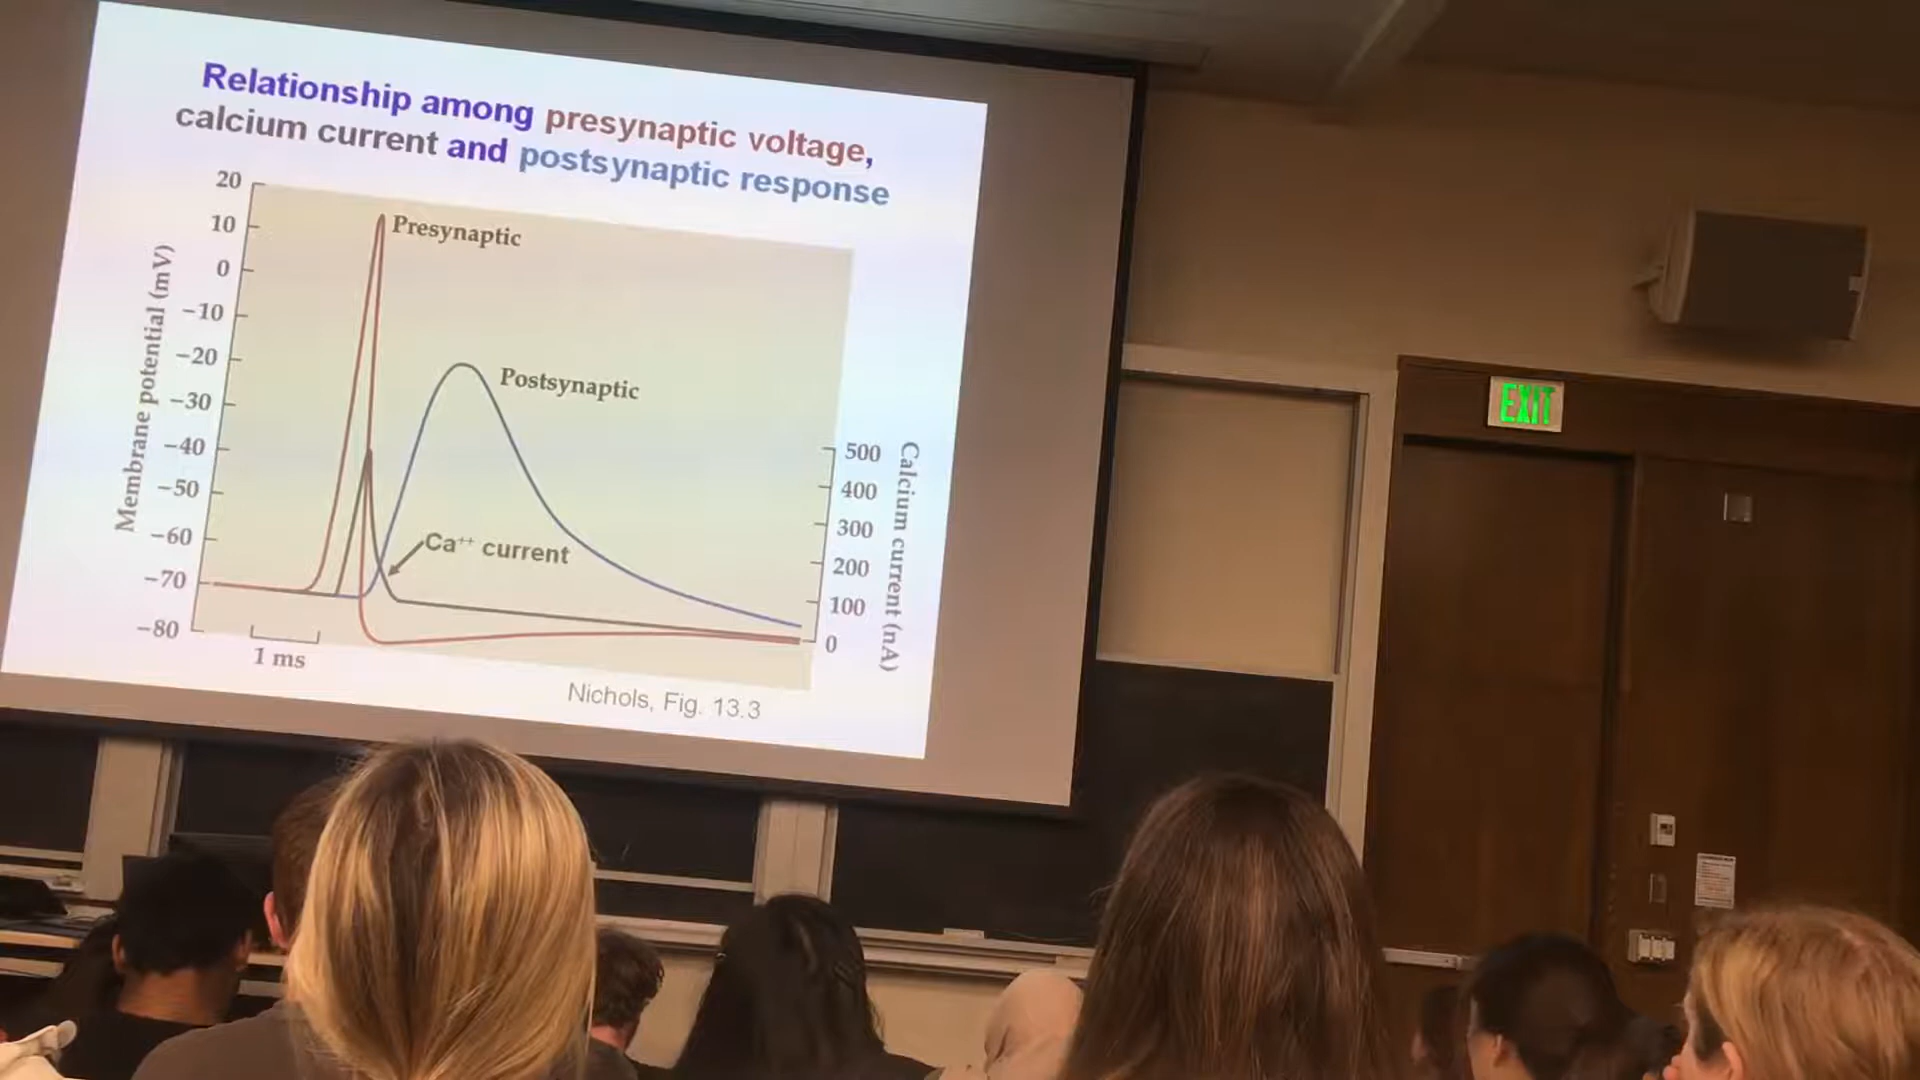 Relationship among presynaptic voltage,
calcium current and postsynaptic response
20
10
0
−10
−20
−30
−40
−50
−60
−70
−80
Membrane potential (mV)
Presynaptic
Postsynaptic
Ca++ current
500
400
300
200
100
0
Calcium current (nA)
1 ms
Nichols, Fig. 13.3
EXIT